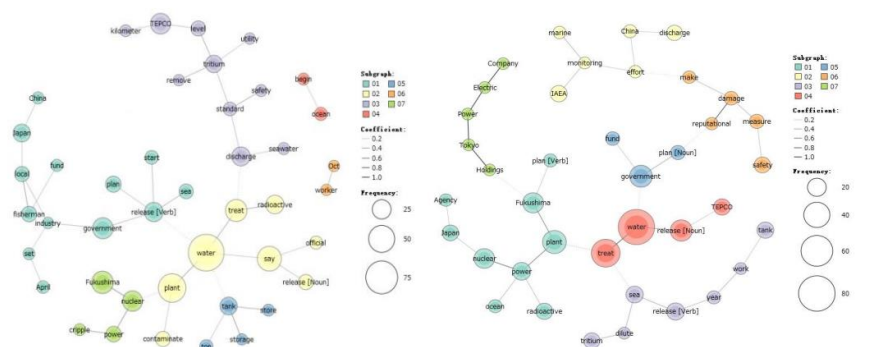 kilometer
TEPCO
level
utility
tritium
remove
safety
standard
begin
ocean
China
Japan
discharge
seawater
local
fund
start
plan
sea
Oct
worker
fisherman
industry
release [Verb]
government
treat
radioactive
set
April
water
say
official
release [Noun]
Fukushima
plant
nuclear
tank
store
cripple
power
contaminate
storage
Subgraph:
01 05
02 06
03 07
04
Coefficient:
0.2
0.4
0.6
0.8
1.0
Frequency:
25
50
75
marine
China
discharge
Company
monitoring
effort
Electric
IAEA
make
damage
Power
reputational
measure
fund
Tokyo
plan [Noun]
plan [Verb]
safety
Holdings
government
Agency
Fukushima
TEPCO
water
release [Noun]
tank
Japan
plant
treat
nuclear
power
work
sea
year
ocean
radioactive
release [Verb]
dilute
tritium
Subgraph:
01 05
02 06
03 07
04
Coefficient:
0.2
0.4
0.6
0.8
1.0
Frequency:
20
40
60
80